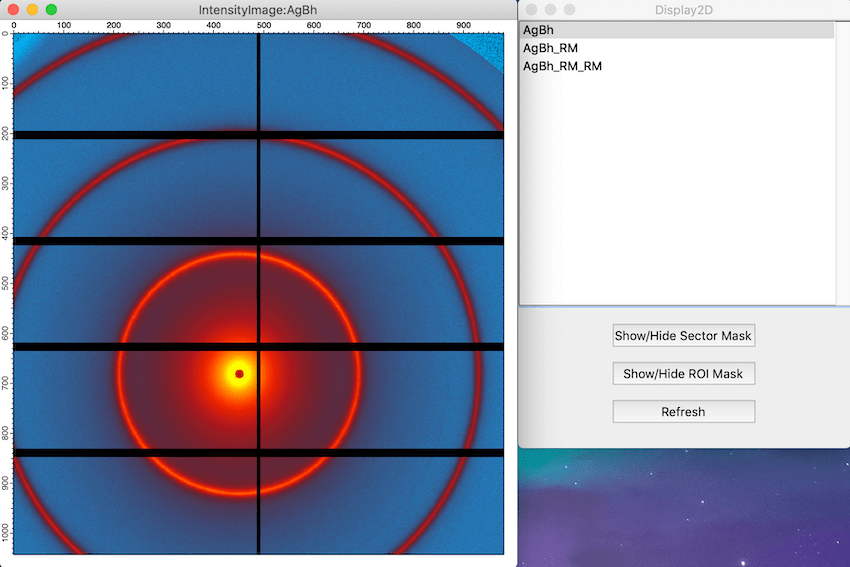 IntensityImage:AgBh
0 100 200 300 400 500 600 700 800 900
0
100
200
300
400
500
600
700
800
900
1000
Display2D
AgBh
AgBh_RM
AgBh_RM_RM
Show/Hide Sector Mask
Show/Hide ROI Mask
Refresh